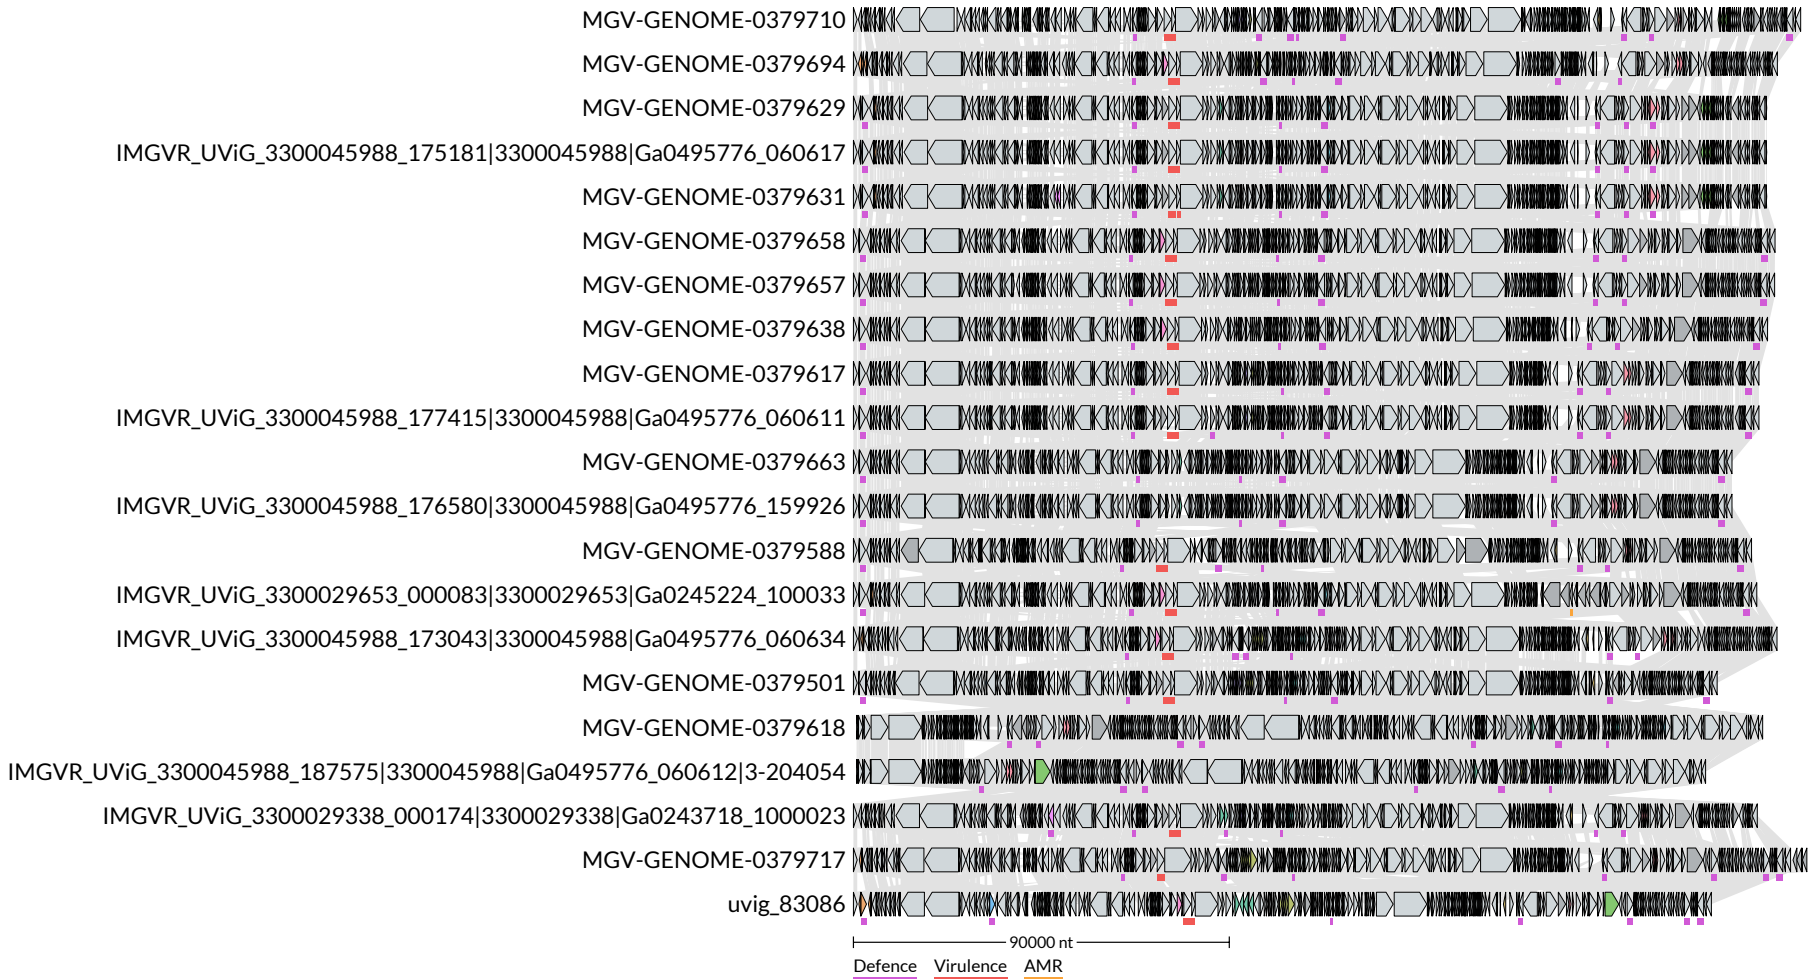 MGV-GENOME-0379710
MGV-GENOME-0379694
MGV-GENOME-0379629
IMGVR_UViG_3300045988_175181|3300045988|Ga0495776_060617
MGV-GENOME-0379631
MGV-GENOME-0379658
MGV-GENOME-0379657
MGV-GENOME-0379638
MGV-GENOME-0379617
IMGVR_UViG_3300045988_177415|3300045988|Ga0495776_060611
MGV-GENOME-0379663
IMGVR_UViG_3300045988_176580|3300045988|Ga0495776_159926
MGV-GENOME-0379588
IMGVR_UViG_3300029653_000083|3300029653|Ga0245224_100033
IMGVR_UViG_3300045988_173043|3300045988|Ga0495776_060634
MGV-GENOME-0379501
MGV-GENOME-0379618
IMGVR_UViG_3300045988_187575|3300045988|Ga0495776_060612|3-204054
IMGVR_UViG_3300029338_000174|3300029338|Ga0243718_1000023
MGV-GENOME-0379717
uvig_83086
90000 nt
Defence Virulence AMR